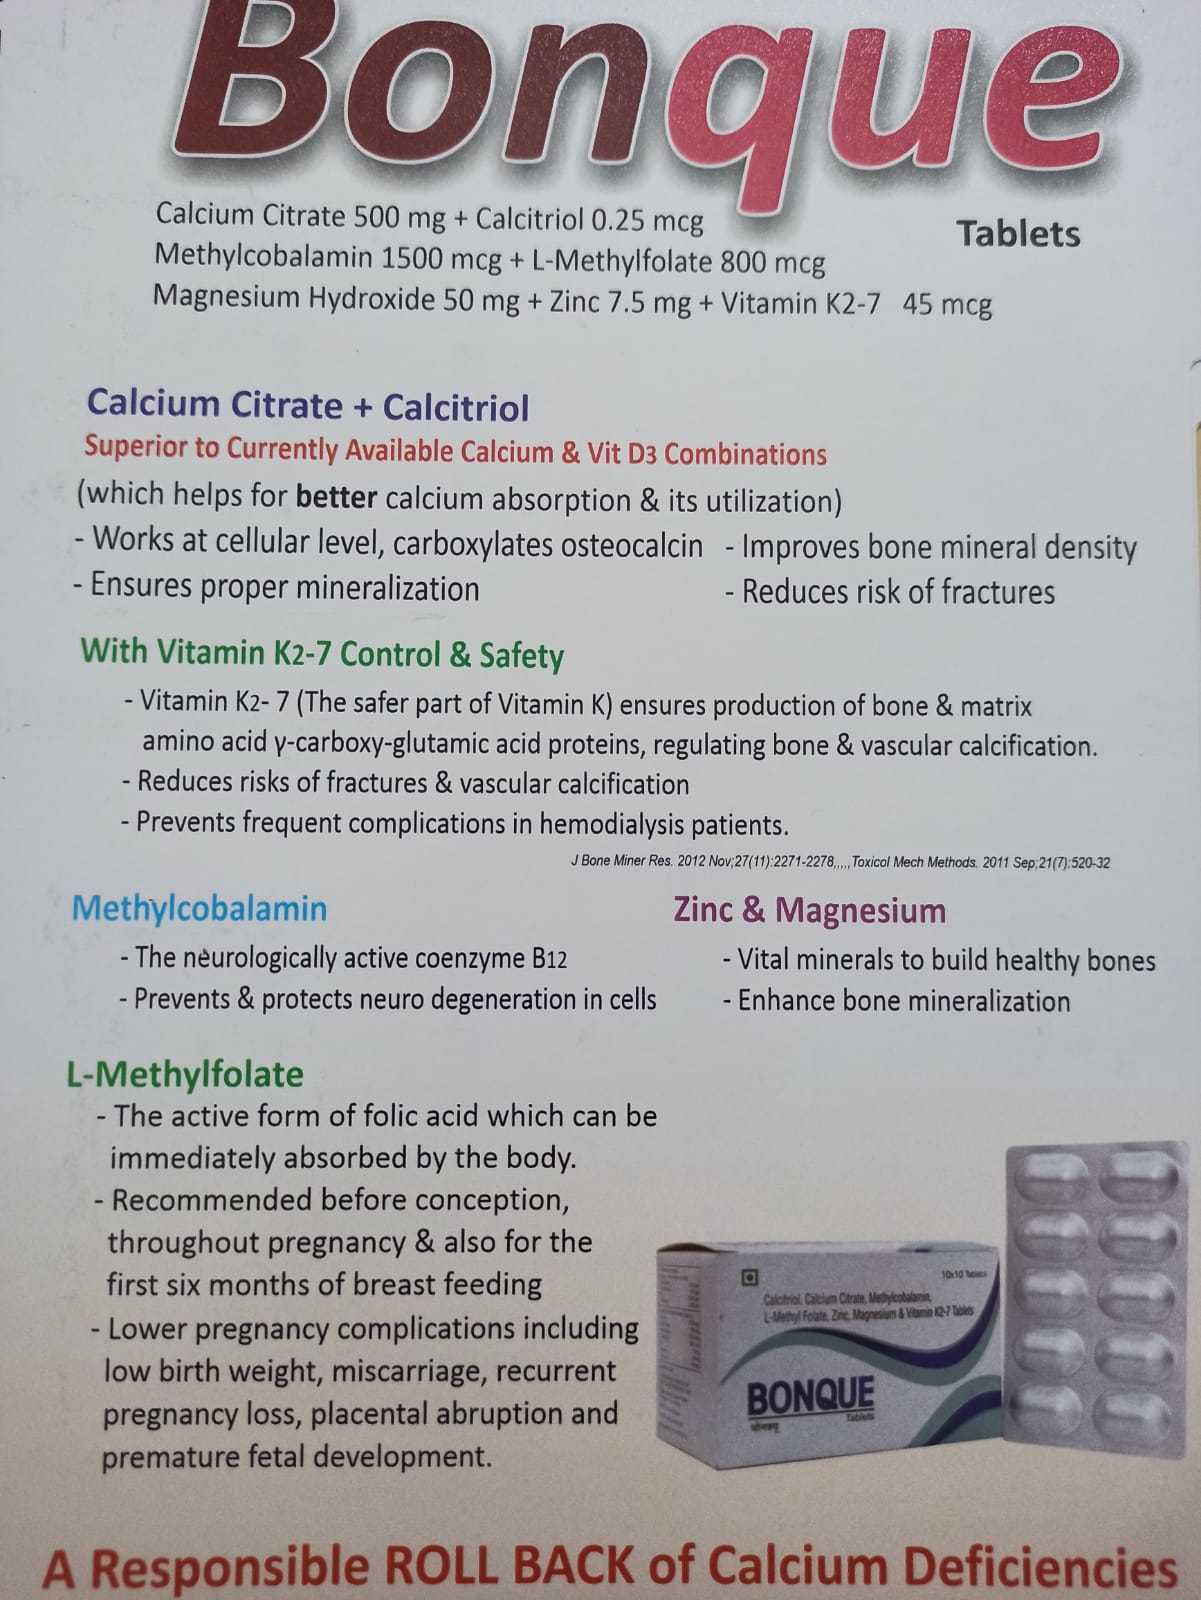 Bonque
Calcium Citrate 500 mg + Calcitriol 0.25 mcg
Tablets
Methylcobalamin 1500 mcg + L-Methylfolate 800 mcg
Magnesium Hydroxide 50 mg + Zinc 7.5 mg + Vitamin K2-7 45 mcg
Calcium Citrate + Calcitriol
Superior to Currently Available Calcium & Vit D3 Combinations
(which helps for better calcium absorption & its utilization)
- Works at cellular level, carboxylates osteocalcin - Improves bone mineral density
- Ensures proper mineralization - Reduces risk of fractures
With Vitamin K2-7 Control & Safety
- Vitamin K2- 7 (The safer part of Vitamin K) ensures production of bone & matrix
amino acid γ-carboxy-glutamic acid proteins, regulating bone & vascular calcification.
- Reduces risks of fractures & vascular calcification
- Prevents frequent complications in hemodialysis patients.
J Bone Miner Res. 2012 Nov;27(11):2271-2278,,,,,Toxicol Mech Methods. 2011 Sep;21(7):520-32
Methylcobalamin
- The neurologically active coenzyme B12
- Prevents & protects neuro degeneration in cells
Zinc & Magnesium
- Vital minerals to build healthy bones
- Enhance bone mineralization
L-Methylfolate
- The active form of folic acid which can be
immediately absorbed by the body.
- Recommended before conception,
throughout pregnancy & also for the
first six months of breast feeding
- Lower pregnancy complications including
low birth weight, miscarriage, recurrent
pregnancy loss, placental abruption and
premature fetal development.
10x10 Tablets
Calcitriol, Calcium Citrate, Methylcobalamin,
L-Methyl Folate, Zinc, Magnesium & Vitamin K2-7 Tablets
BONQUE
Tablets
बोनक्यू
A Responsible ROLL BACK of Calcium Deficiencies